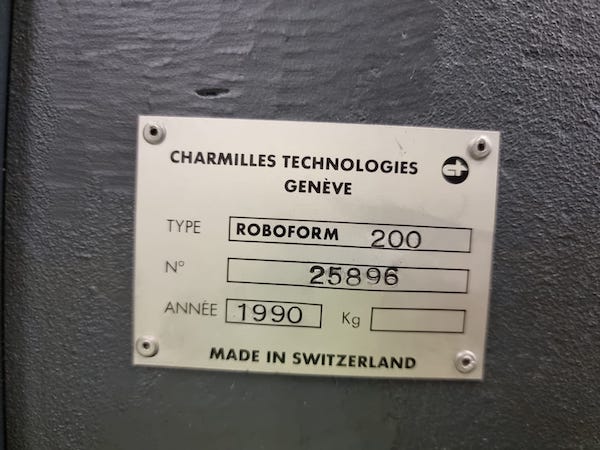 CHARMILLES TECHNOLOGIES
GENÈVE
TYPE ROBOFORM 200
N° 25896
ANNÉE 1990 Kg
MADE IN SWITZERLAND